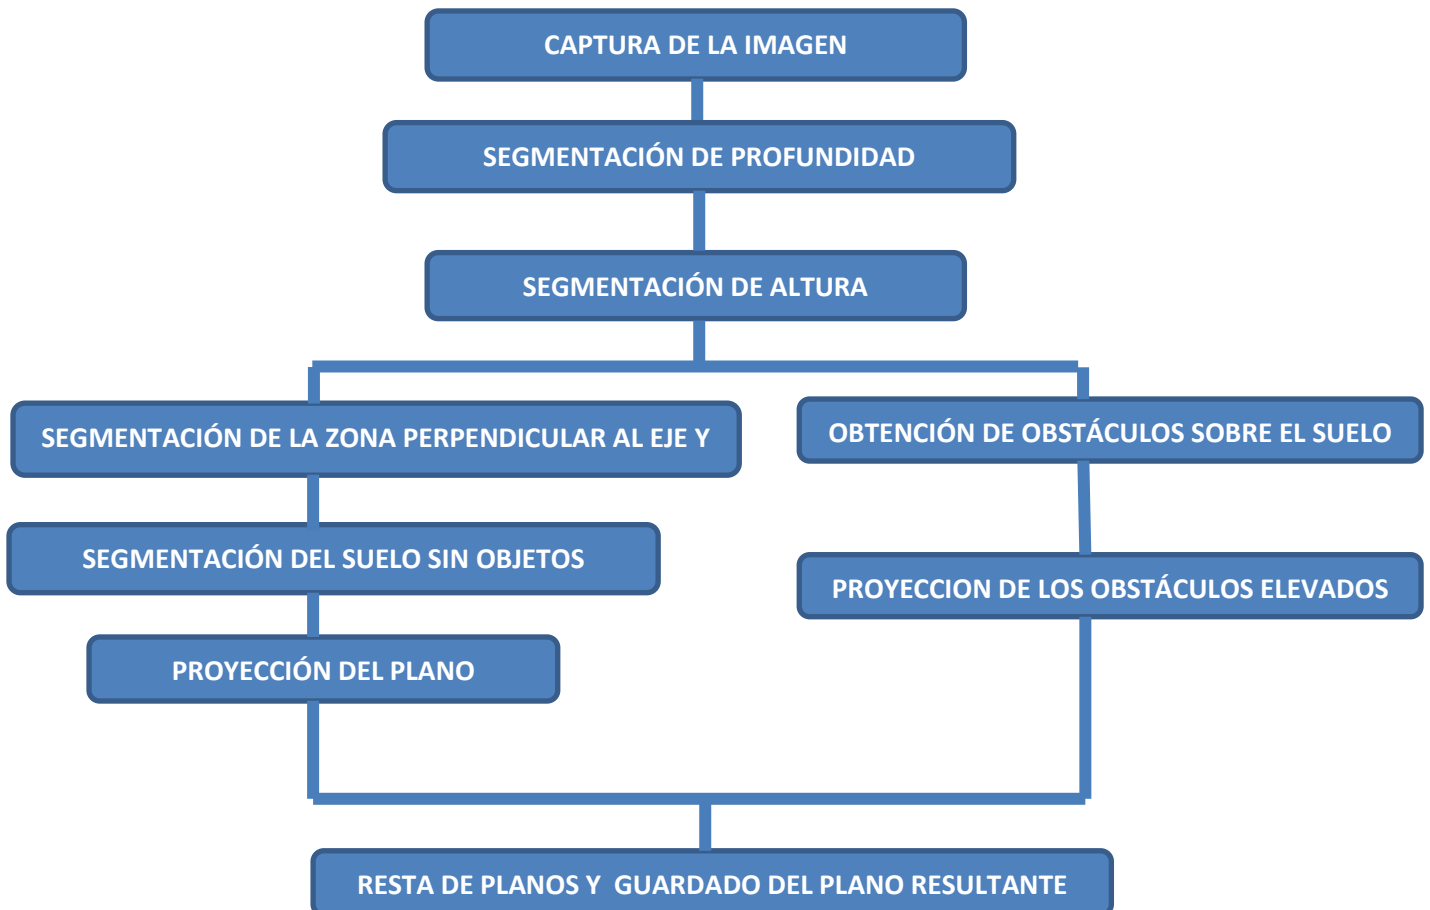 CAPTURA DE LA IMAGEN
SEGMENTACIÓN DE PROFUNDIDAD
SEGMENTACIÓN DE ALTURA
SEGMENTACIÓN DE LA ZONA PERPENDICULAR AL EJE Y
OBTENCIÓN DE OBSTÁCULOS SOBRE EL SUELO
SEGMENTACIÓN DEL SUELO SIN OBJETOS
PROYECCION DE LOS OBSTÁCULOS ELEVADOS
PROYECCIÓN DEL PLANO
RESTA DE PLANOS Y  GUARDADO DEL PLANO RESULTANTE